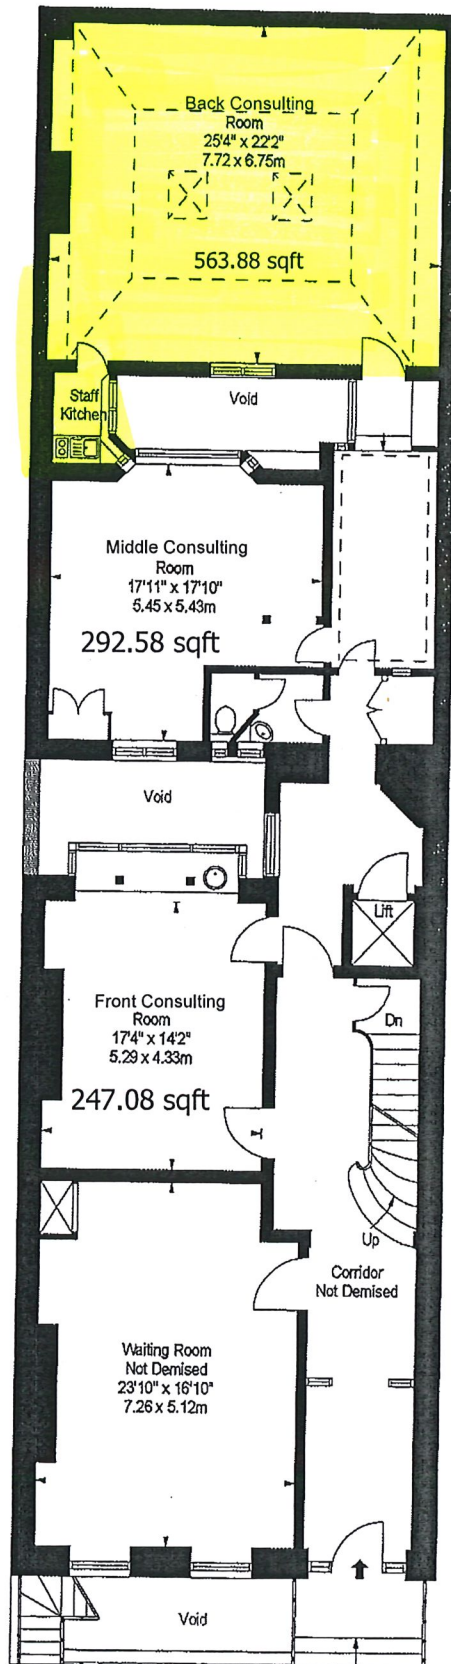 Back Consulting
Room
25'4" x 22'2"
7.72 x 6.75m
563.88 sqft
Staff
Kitchen
Void
Middle Consulting
Room
17'11" x 17'10"
5.45 x 5.43m
292.58 sqft
Void
Lift
Front Consulting
Room
17'4" x 14'2"
5.29 x 4.33m
247.08 sqft
Dn
Up
Corridor
Not Demised
Waiting Room
Not Demised
23'10" x 16'10"
7.26 x 5.12m
Void